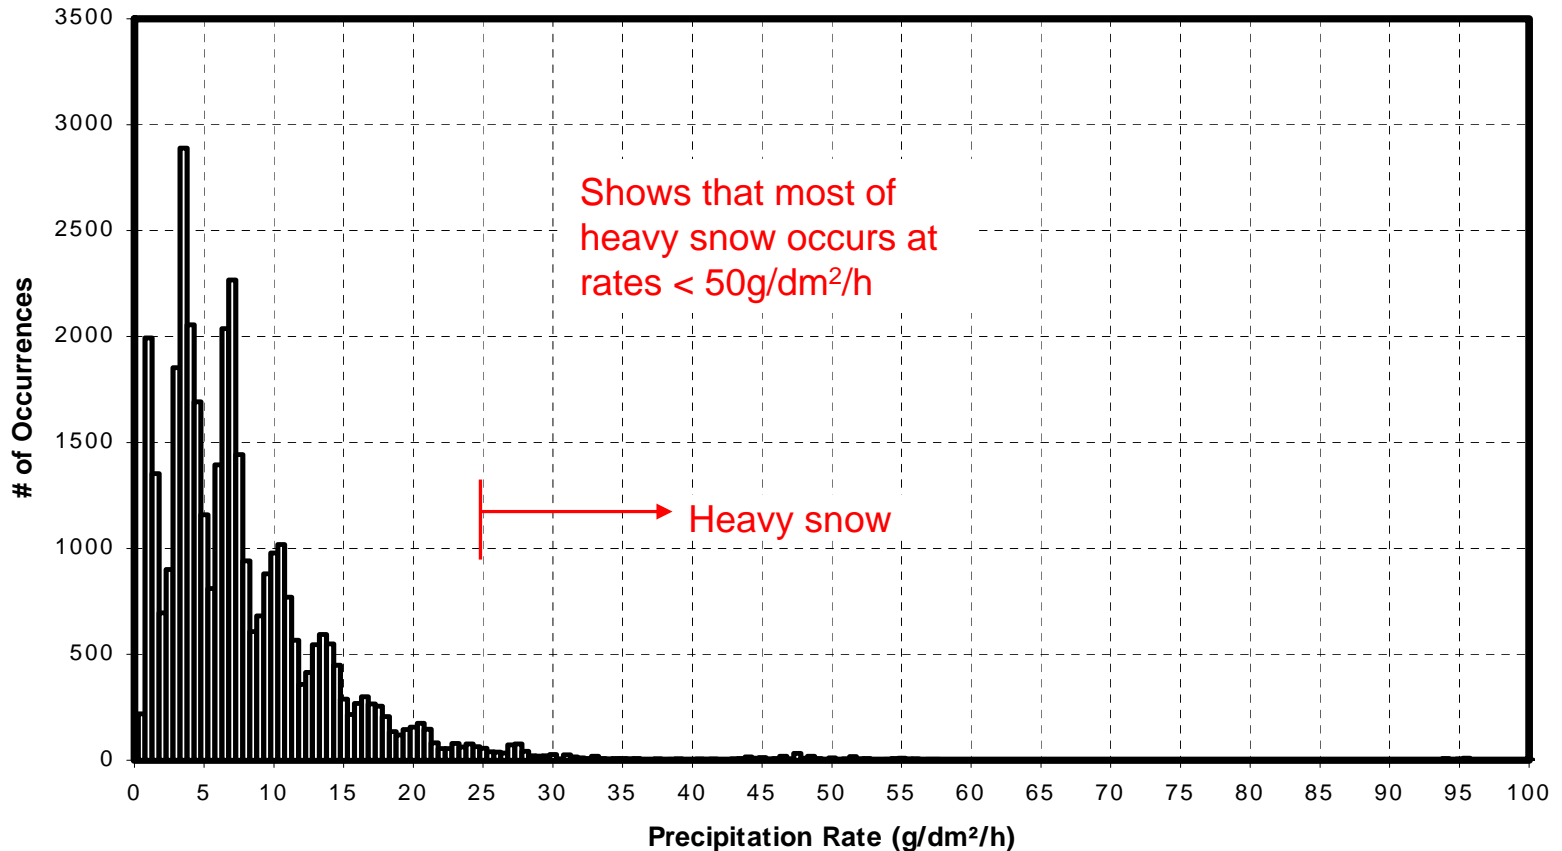 3500
3000
2500
2000
1500
1000
500
0
# of Occurrences
Shows that most of
heavy snow occurs at
rates < 50g/dm²/h
Heavy snow
0 5 10 15 20 25 30 35 40 45 50 55 60 65 70 75 80 85 90 95 100
Precipitation Rate (g/dm²/h)